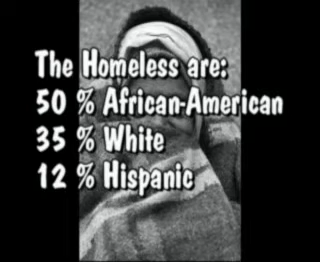 The Homeless are:
50 % African-American
35 % White
12 % Hispanic